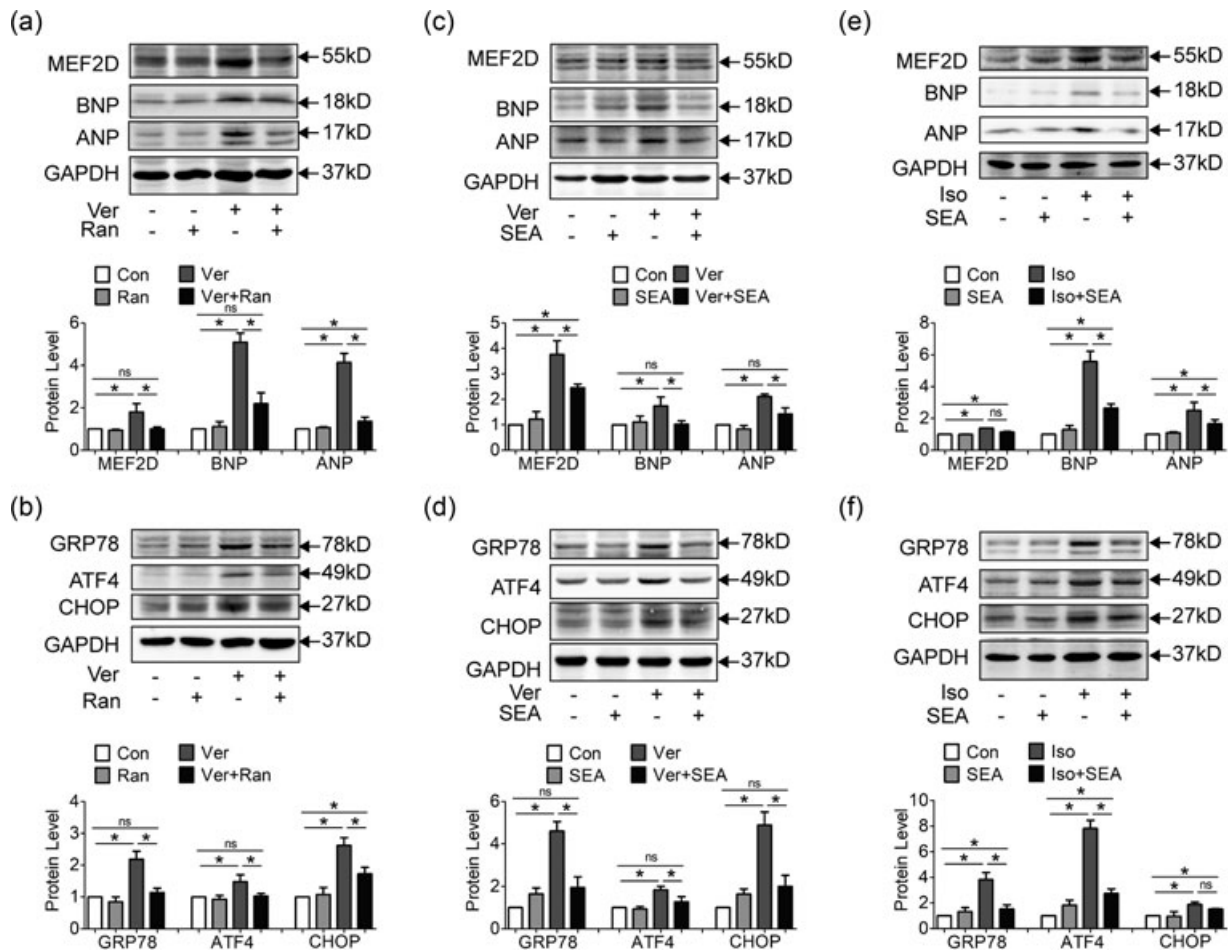 (a)
MEF2D 55kD
BNP 18kD
ANP 17kD
GAPDH 37kD
Ver - - + +
Ran - + - +
Con Ver
Ran Ver+Ran
Protein Level
6
4
2
0
ns
* *
ns
* *
*
* *
MEF2D BNP ANP
(b)
GRP78 78kD
ATF4 49kD
CHOP 27kD
GAPDH 37kD
Ver - - + +
Ran - + - +
Con Ver
Ran Ver+Ran
Protein Level
4
3
2
1
0
ns
* *
ns
* *
*
* *
GRP78 ATF4 CHOP
(c)
MEF2D 55kD
BNP 18kD
ANP 17kD
GAPDH 37kD
Ver - - + +
SEA - + - +
Con Ver
SEA Ver+SEA
Protein Level
5
4
3
2
1
0
*
* *
ns
* *
ns
* *
MEF2D BNP ANP
(d)
GRP78 78kD
ATF4 49kD
CHOP 27kD
GAPDH 37kD
Ver - - + +
SEA - + - +
Con Ver
SEA Ver+SEA
Protein Level
6
4
2
0
ns
* *
ns
* *
ns
* *
GRP78 ATF4 CHOP
(e)
MEF2D 55kD
BNP 18kD
ANP 17kD
GAPDH 37kD
Iso - - + +
SEA - + - +
Con Iso
SEA Iso+SEA
Protein Level
8
6
4
2
0
*
* ns
*
* *
*
* *
MEF2D BNP ANP
(f)
GRP78 78kD
ATF4 49kD
CHOP 27kD
GAPDH 37kD
Iso - - + +
SEA - + - +
Con Iso
SEA Iso+SEA
Protein Level
10
8
6
4
2
0
*
* *
*
* *
*
* ns
GRP78 ATF4 CHOP